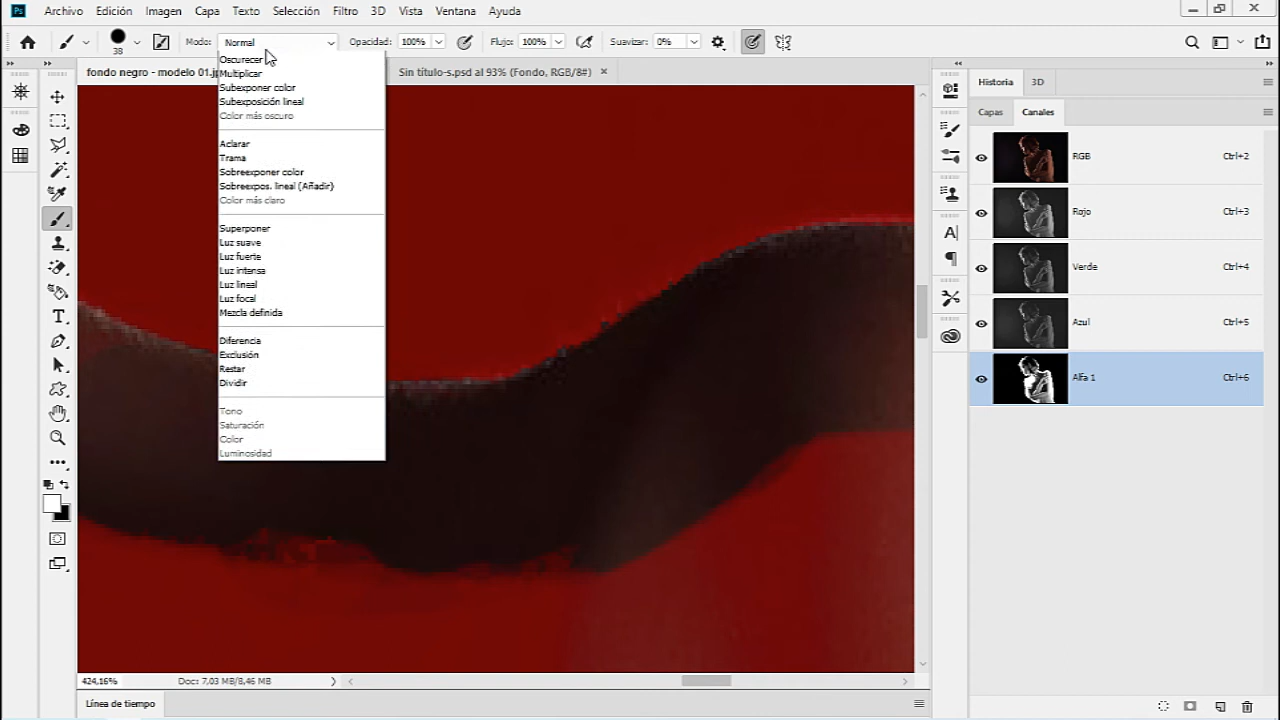 Ps Archivo Edición Imagen Capa Texto Selección Filtro 3D Vista Ventana Ayuda
38 Modo: Normal Opacidad: 100% Flujo: 100% Suavizar: 0%
fondo negro - modelo 01.j Sin título-s.psd al 93% (Fondo, RGB/8#) ×
Oscurecer
Multiplicar
Subexponer color
Subexposición lineal
Color más oscuro
Aclarar
Trama
Sobreexponer color
Sobreexpos. lineal (Añadir)
Color más claro
Superponer
Luz suave
Luz fuerte
Luz intensa
Luz lineal
Luz focal
Mezcla definida
Diferencia
Exclusión
Restar
Dividir
Tono
Saturación
Color
Luminosidad
Historia 3D
Capas Canales
RGB Ctrl+2
Rojo Ctrl+3
Verde Ctrl+4
Azul Ctrl+5
Alfa 1 Ctrl+6
424,16% Doc: 7,03 MB/8,46 MB
Línea de tiempo